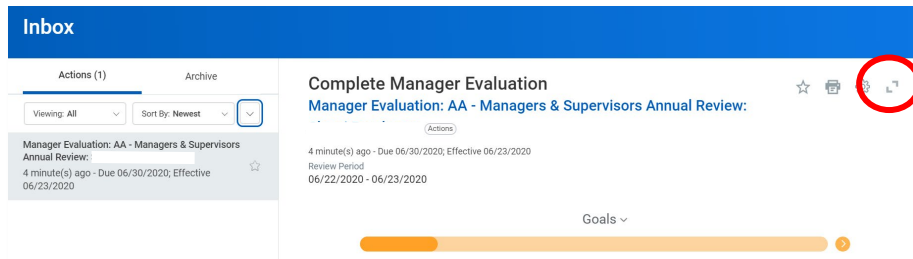 Inbox
Actions (1)
Archive
Viewing: All
Sort By: Newest
Manager Evaluation: AA - Managers & Supervisors
Annual Review:
4 minute(s) ago - Due 06/30/2020; Effective
06/23/2020
Complete Manager Evaluation
Manager Evaluation: AA - Managers & Supervisors Annual Review:
Actions
4 minute(s) ago - Due 06/30/2020; Effective 06/23/2020
Review Period
06/22/2020 - 06/23/2020
Goals